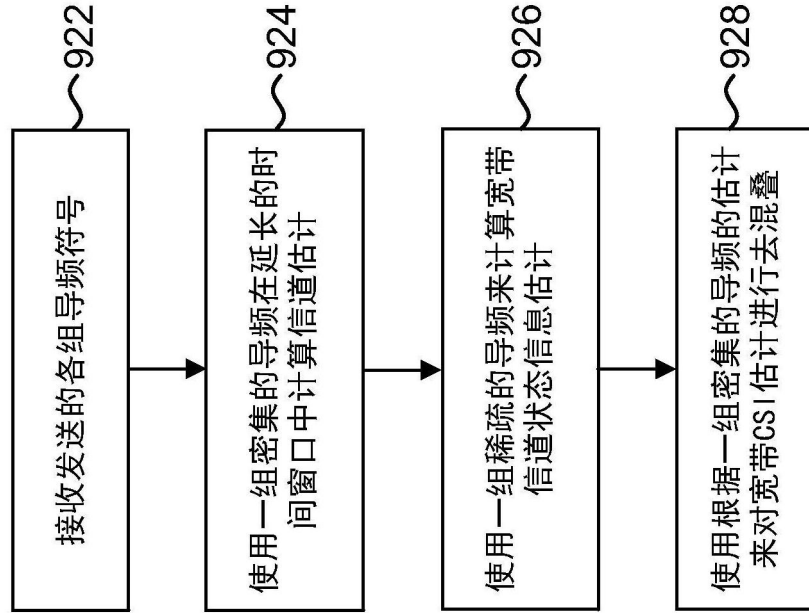 922
接收发送的各组导频符号
924
使用一组密集的导频在延长的时
间窗口中计算信道估计
926
使用一组稀疏的导频来计算宽带
信道状态信息估计
928
使用根据一组密集的导频的估计
来对宽带CSI估计进行去混叠